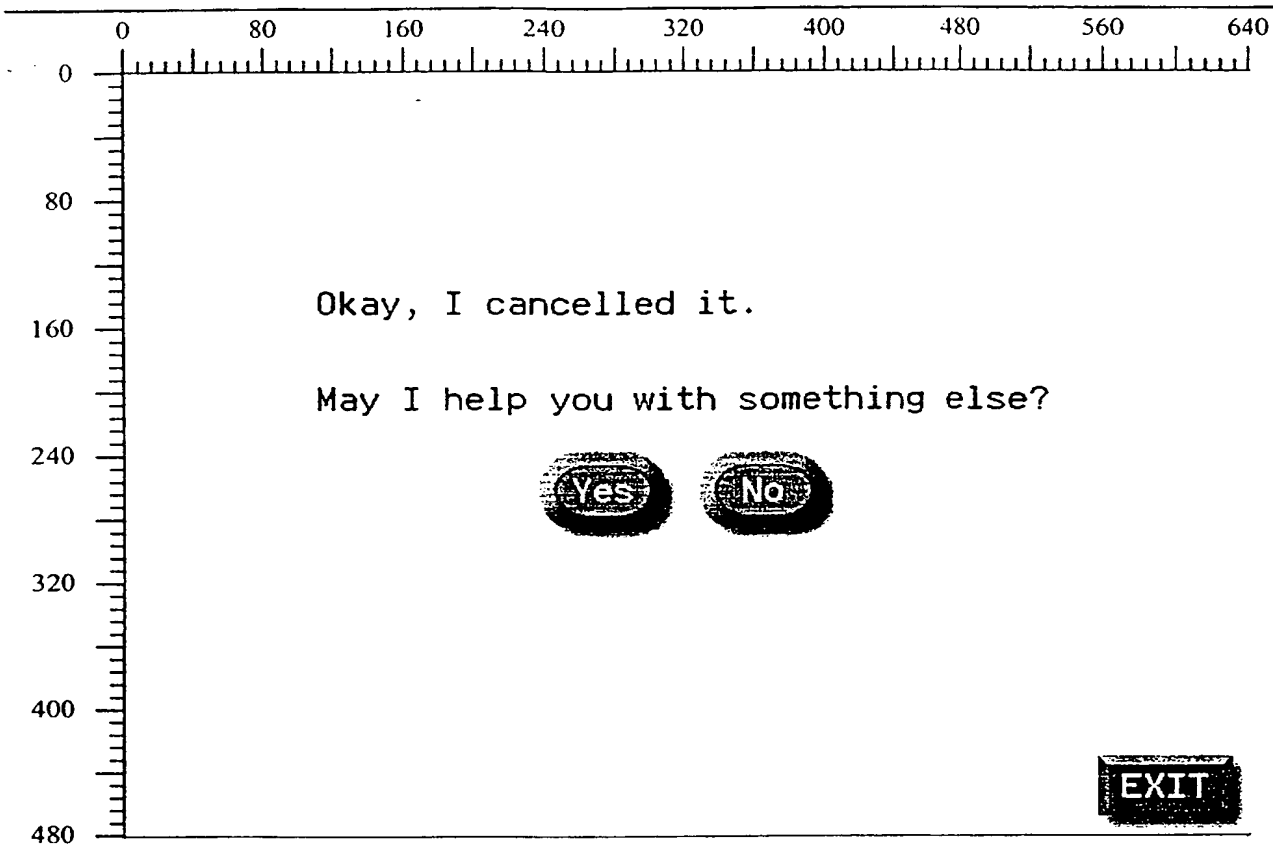 0 80 160 240 320 400 480 560 640
0
80
Okay, I cancelled it.
160
May I help you with something else?
240
Yes No
320
400
EXIT
480